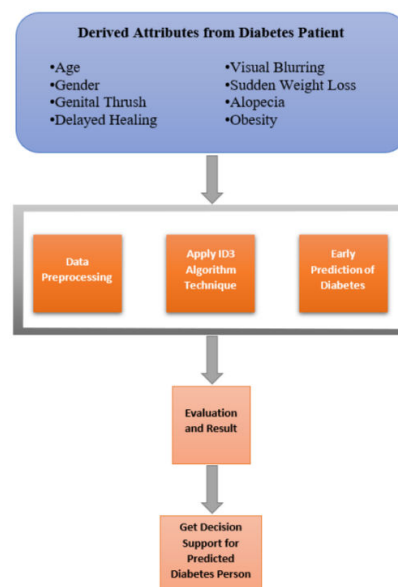 Derived Attributes from Diabetes Patient
•Age
•Gender
•Genital Thrush
•Delayed Healing
•Visual Blurring
•Sudden Weight Loss
•Alopecia
•Obesity
Data
Preprocessing
Apply ID3
Algorithm
Technique
Early
Prediction of
Diabetes
Evaluation
and Result
Get Decision
Support for
Predicted
Diabetes Person